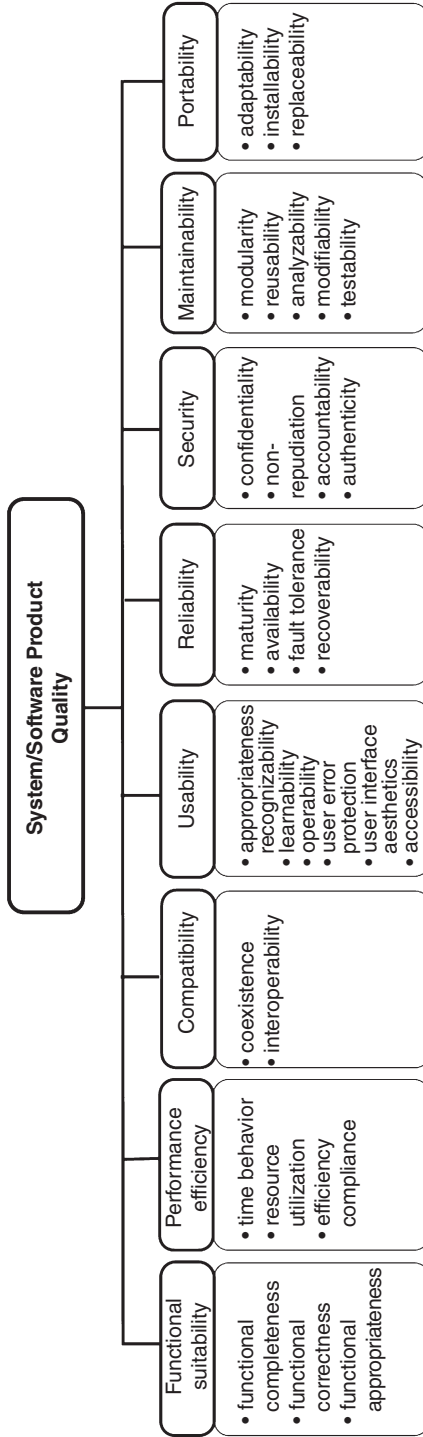 System/Software Product
Quality
Functional
suitability
• functional
completeness
• functional
correctness
• functional
appropriateness
Performance
efficiency
• time behavior
• resource
utilization
• efficiency
compliance
Compatibility
• coexistence
• interoperability
Usability
• appropriateness
recognizability
• learnability
• operability
• user error
protection
• user interface
aesthetics
• accessibility
Reliability
• maturity
• availability
• fault tolerance
• recoverability
Security
• confidentiality
• non-
repudiation
• accountability
• authenticity
Maintainability
• modularity
• reusability
• analyzability
• modifiability
• testability
Portability
• adaptability
• installability
• replaceability